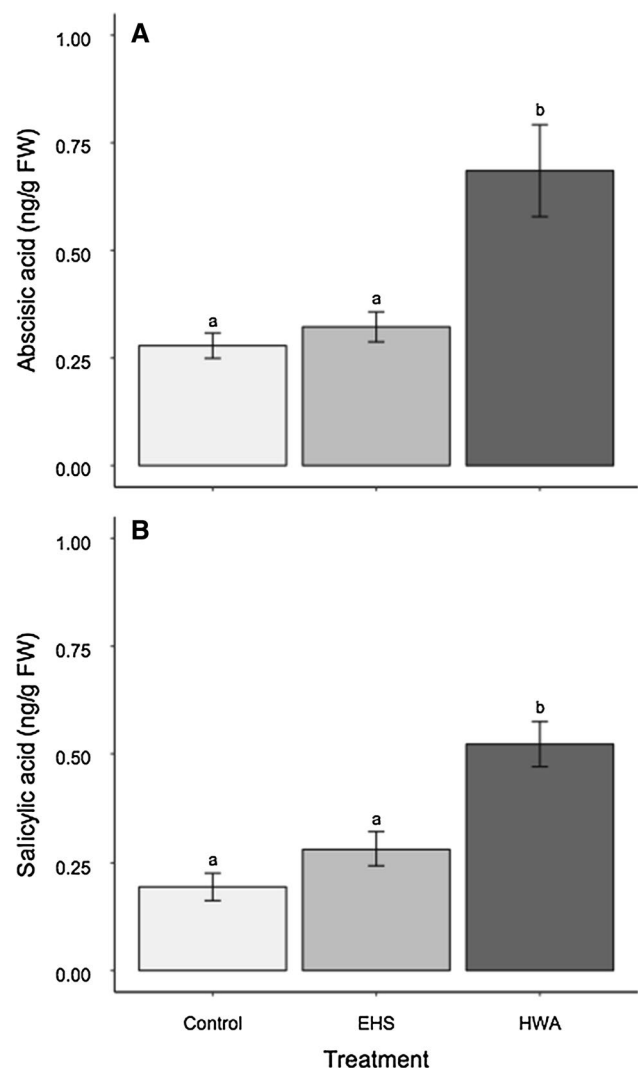 A
Abscisic acid (ng/g FW)
1.00
0.75
0.50
0.25
0.00
a
a
b
B
Salicylic acid (ng/g FW)
1.00
0.75
0.50
0.25
0.00
a
a
b
Control
EHS
HWA
Treatment